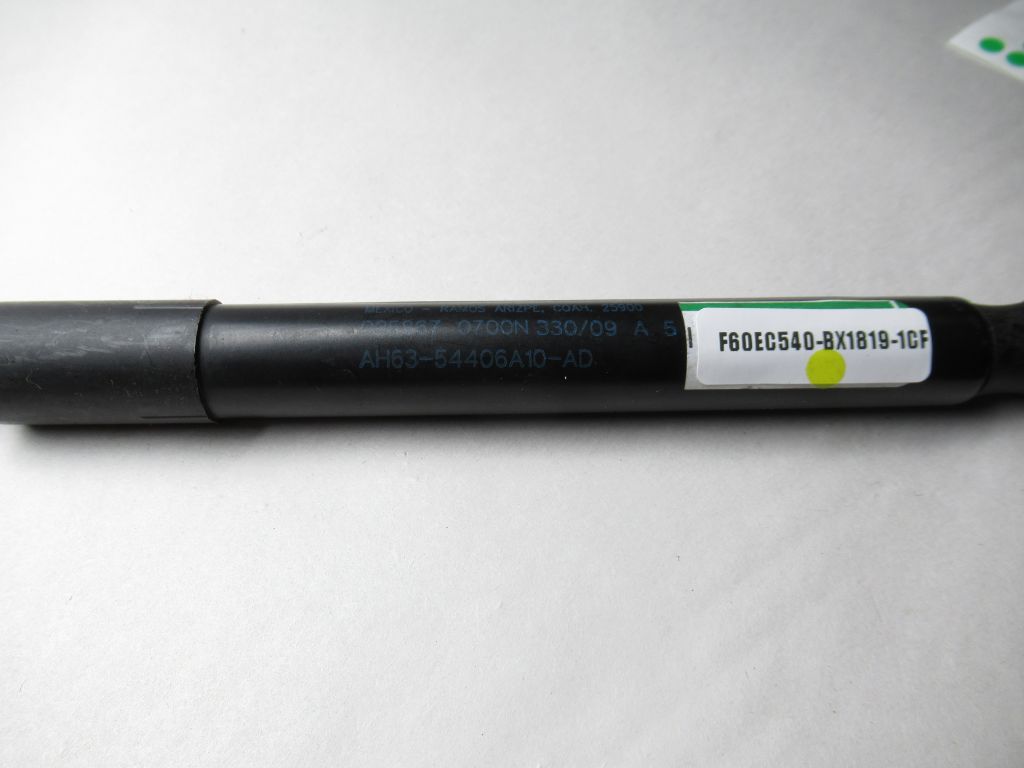 MEXICO - RAMOS ARIZPE, COAH. 25900
0700N 330/09 A 5
AH63-54406A10-AD
F60EC540-BX1819-1CF